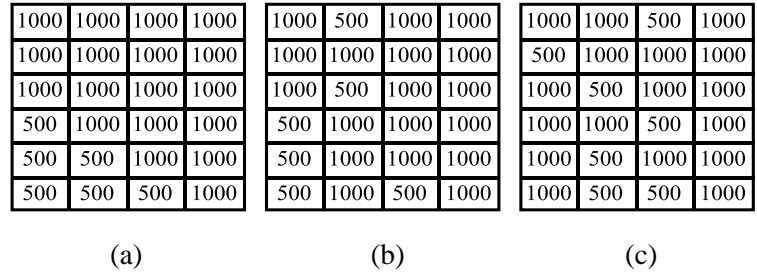 1000 1000 1000 1000 1000 500 1000 1000 1000 1000 500 1000
1000 1000 1000 1000 1000 1000 1000 1000 500 1000 1000 1000
1000 1000 1000 1000 1000 500 1000 1000 1000 500 1000 1000
500 1000 1000 1000 500 1000 1000 1000 1000 1000 500 1000
500 500 1000 1000 500 1000 1000 1000 1000 500 1000 1000
500 500 500 1000 500 1000 500 1000 1000 500 500 1000
(a) (b) (c)